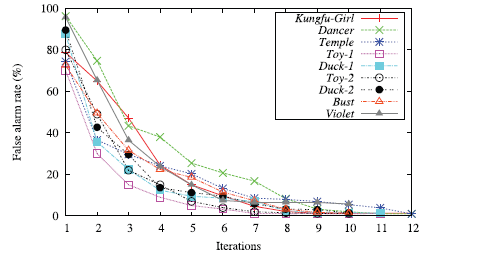 100
80
60
40
20
0
False alarm rate (%)
Kungfu-Girl
Dancer
Temple
Toy-1
Duck-1
Toy-2
Duck-2
Bust
Violet
1 2 3 4 5 6 7 8 9 10 11 12
Iterations